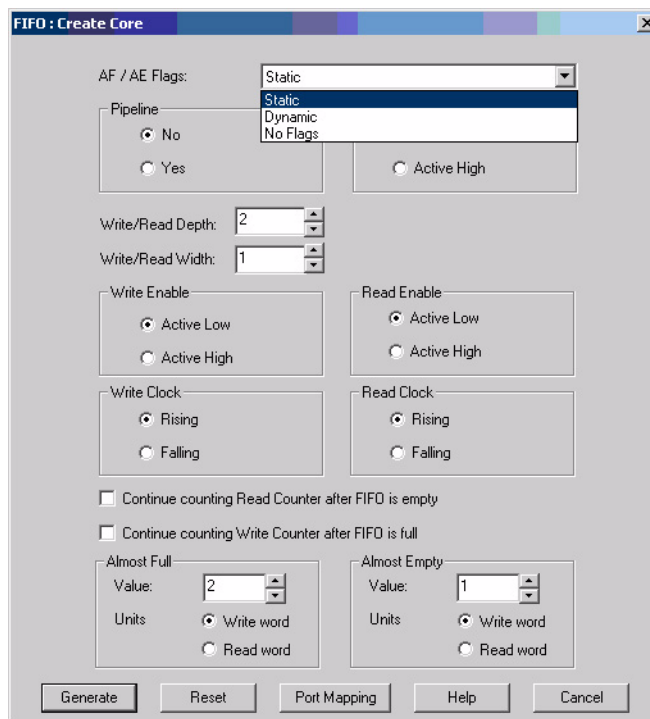 FIFO : Create Core
AF / AE Flags: Static
Static
Dynamic
No Flags
Pipeline
No
Yes
Active High
Write/Read Depth: 2
Write/Read Width: 1
Write Enable
Active Low
Active High
Read Enable
Active Low
Active High
Write Clock
Rising
Falling
Read Clock
Rising
Falling
Continue counting Read Counter after FIFO is empty
Continue counting Write Counter after FIFO is full
Almost Full
Value: 2
Units Write word
Read word
Almost Empty
Value: 1
Units Write word
Read word
Generate Reset Port Mapping Help Cancel